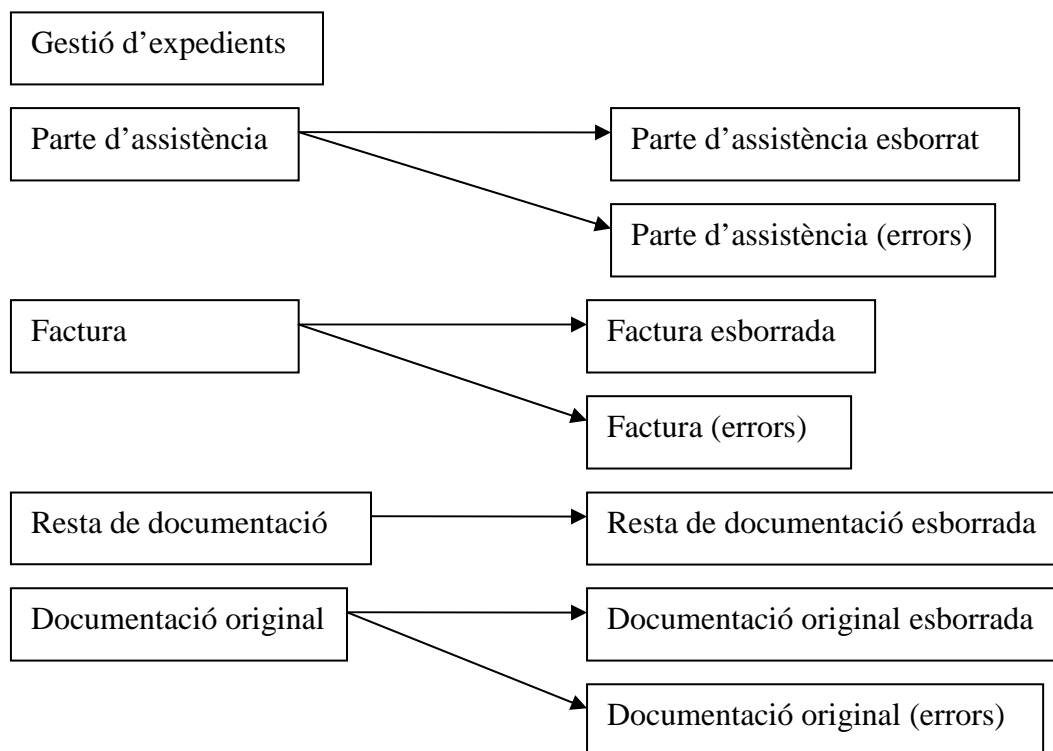 Gestió d’expedients
Parte d’assistència
Parte d’assistència esborrat
Parte d’assistència (errors)
Factura
Factura esborrada
Factura (errors)
Resta de documentació
Resta de documentació esborrada
Documentació original
Documentació original esborrada
Documentació original (errors)